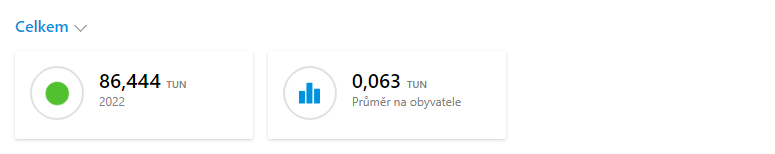 Celkem
86,444 TUN
2022
0,063 TUN
Průměr na obyvatele